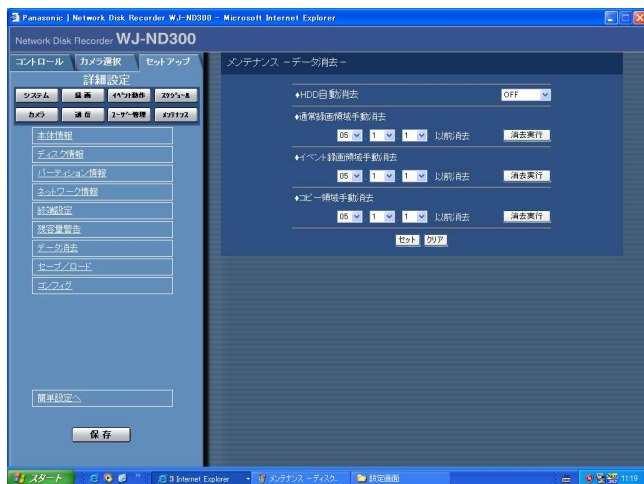 Panasonic | Network Disk Recorder WJ-ND300 - Microsoft Internet Explorer
Network Disk Recorder WJ-ND300
コントロール カメラ選択 セットアップ
詳細設定
システム 録画 ｲﾍﾞﾝﾄ動作 ｽｹｼﾞｭｰﾙ
カメラ 通信 ﾕｰｻﾞｰ管理 ﾒﾝﾃﾅﾝｽ
本体情報
ディスク情報
パーティション情報
ネットワーク情報
終端設定
残容量警告
データ消去
セーブ／ロード
コンフィグ
簡単設定へ
保存
メンテナンス －データ消去－
♦HDD自動消去 OFF
♦通常録画領域手動消去
05 . 1 . 1 以前消去 消去実行
♦イベント録画領域手動消去
05 . 1 . 1 以前消去 消去実行
♦コピー領域手動消去
05 . 1 . 1 以前消去 消去実行
セット クリア
スタート 3 Internet Explorer メンテナンス －ディスク... 設定画面 11:19